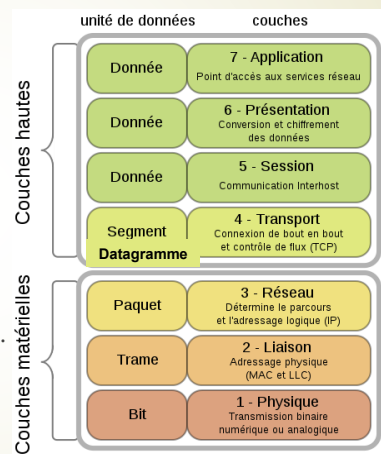 unité de données couches
Couches hautes
Donnée
7 - Application
Point d'accès aux services réseau
Donnée
6 - Présentation
Conversion et chiffrement
des données
Donnée
5 - Session
Communication Interhost
Segment
Datagramme
4 - Transport
Connexion de bout en bout
et contrôle de flux (TCP)
Couches matérielles
Paquet
3 - Réseau
Détermine le parcours
et l'adressage logique (IP)
Trame
2 - Liaison
Adressage physique
(MAC et LLC)
Bit
1 - Physique
Transmission binaire
numérique ou analogique